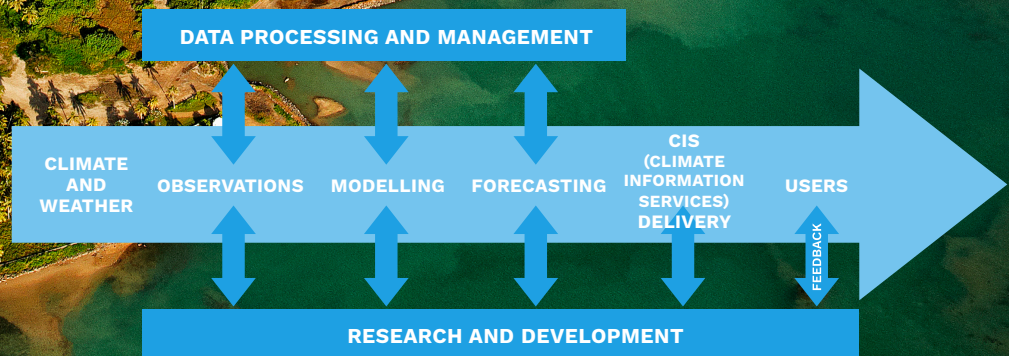 DATA PROCESSING AND MANAGEMENT
CLIMATE
AND
WEATHER
OBSERVATIONS
MODELLING
FORECASTING
CIS
(CLIMATE
INFORMATION
SERVICES)
DELIVERY
USERS
FEEDBACK
RESEARCH AND DEVELOPMENT